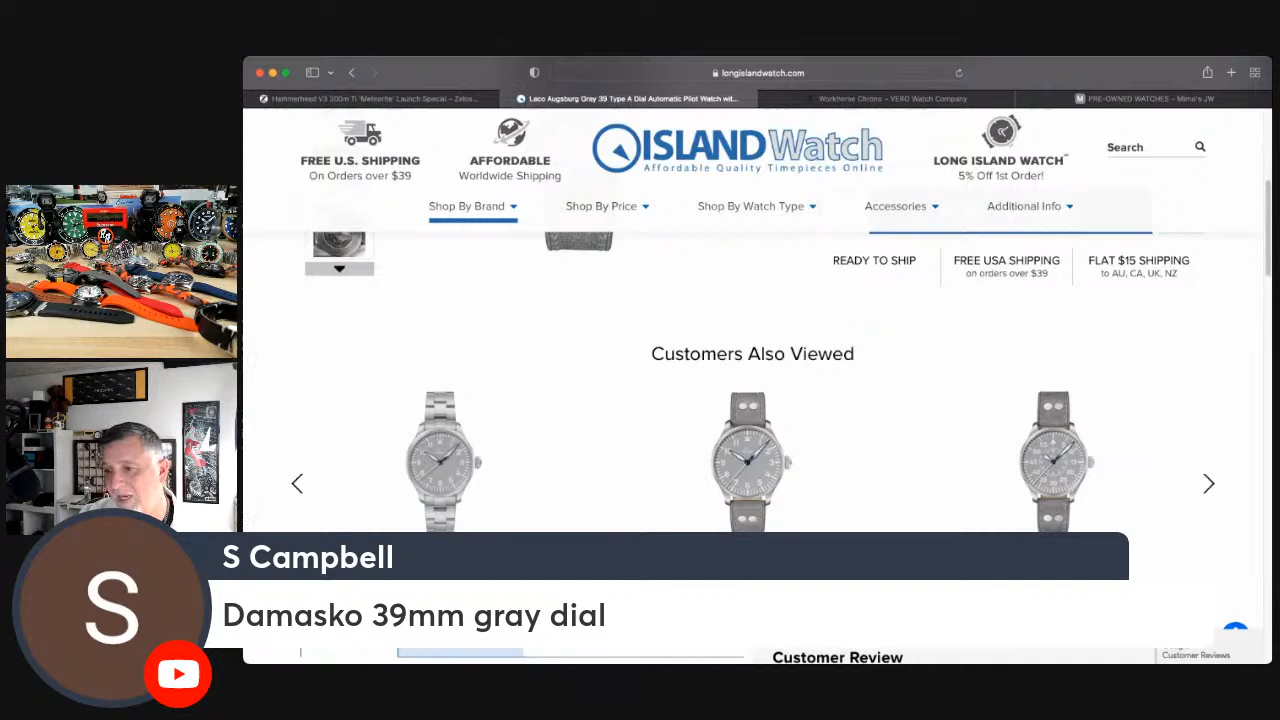 longislandwatch.com
Hammerhead V3 300m Ti 'Meteorite' Launch Special – Zelos...
Laco Augsburg Gray 39 Type A Dial Automatic Pilot Watch wit...
Workhorse Chrono – VERO Watch Company
M PRE-OWNED WATCHES – Mimo's JW
FREE U.S. SHIPPING
On Orders over $39
AFFORDABLE
Worldwide Shipping
ISLAND Watch
Affordable Quality Timepieces Online
LONG ISLAND WATCH™
5% Off 1st Order!
Search
Shop By Brand
Shop By Price
Shop By Watch Type
Accessories
Additional Info
READY TO SHIP
FREE USA SHIPPING
on orders over $39
FLAT $15 SHIPPING
to AU, CA, UK, NZ
Customers Also Viewed
S Campbell
S
Damasko 39mm gray dial
Customer Review
Customer Reviews